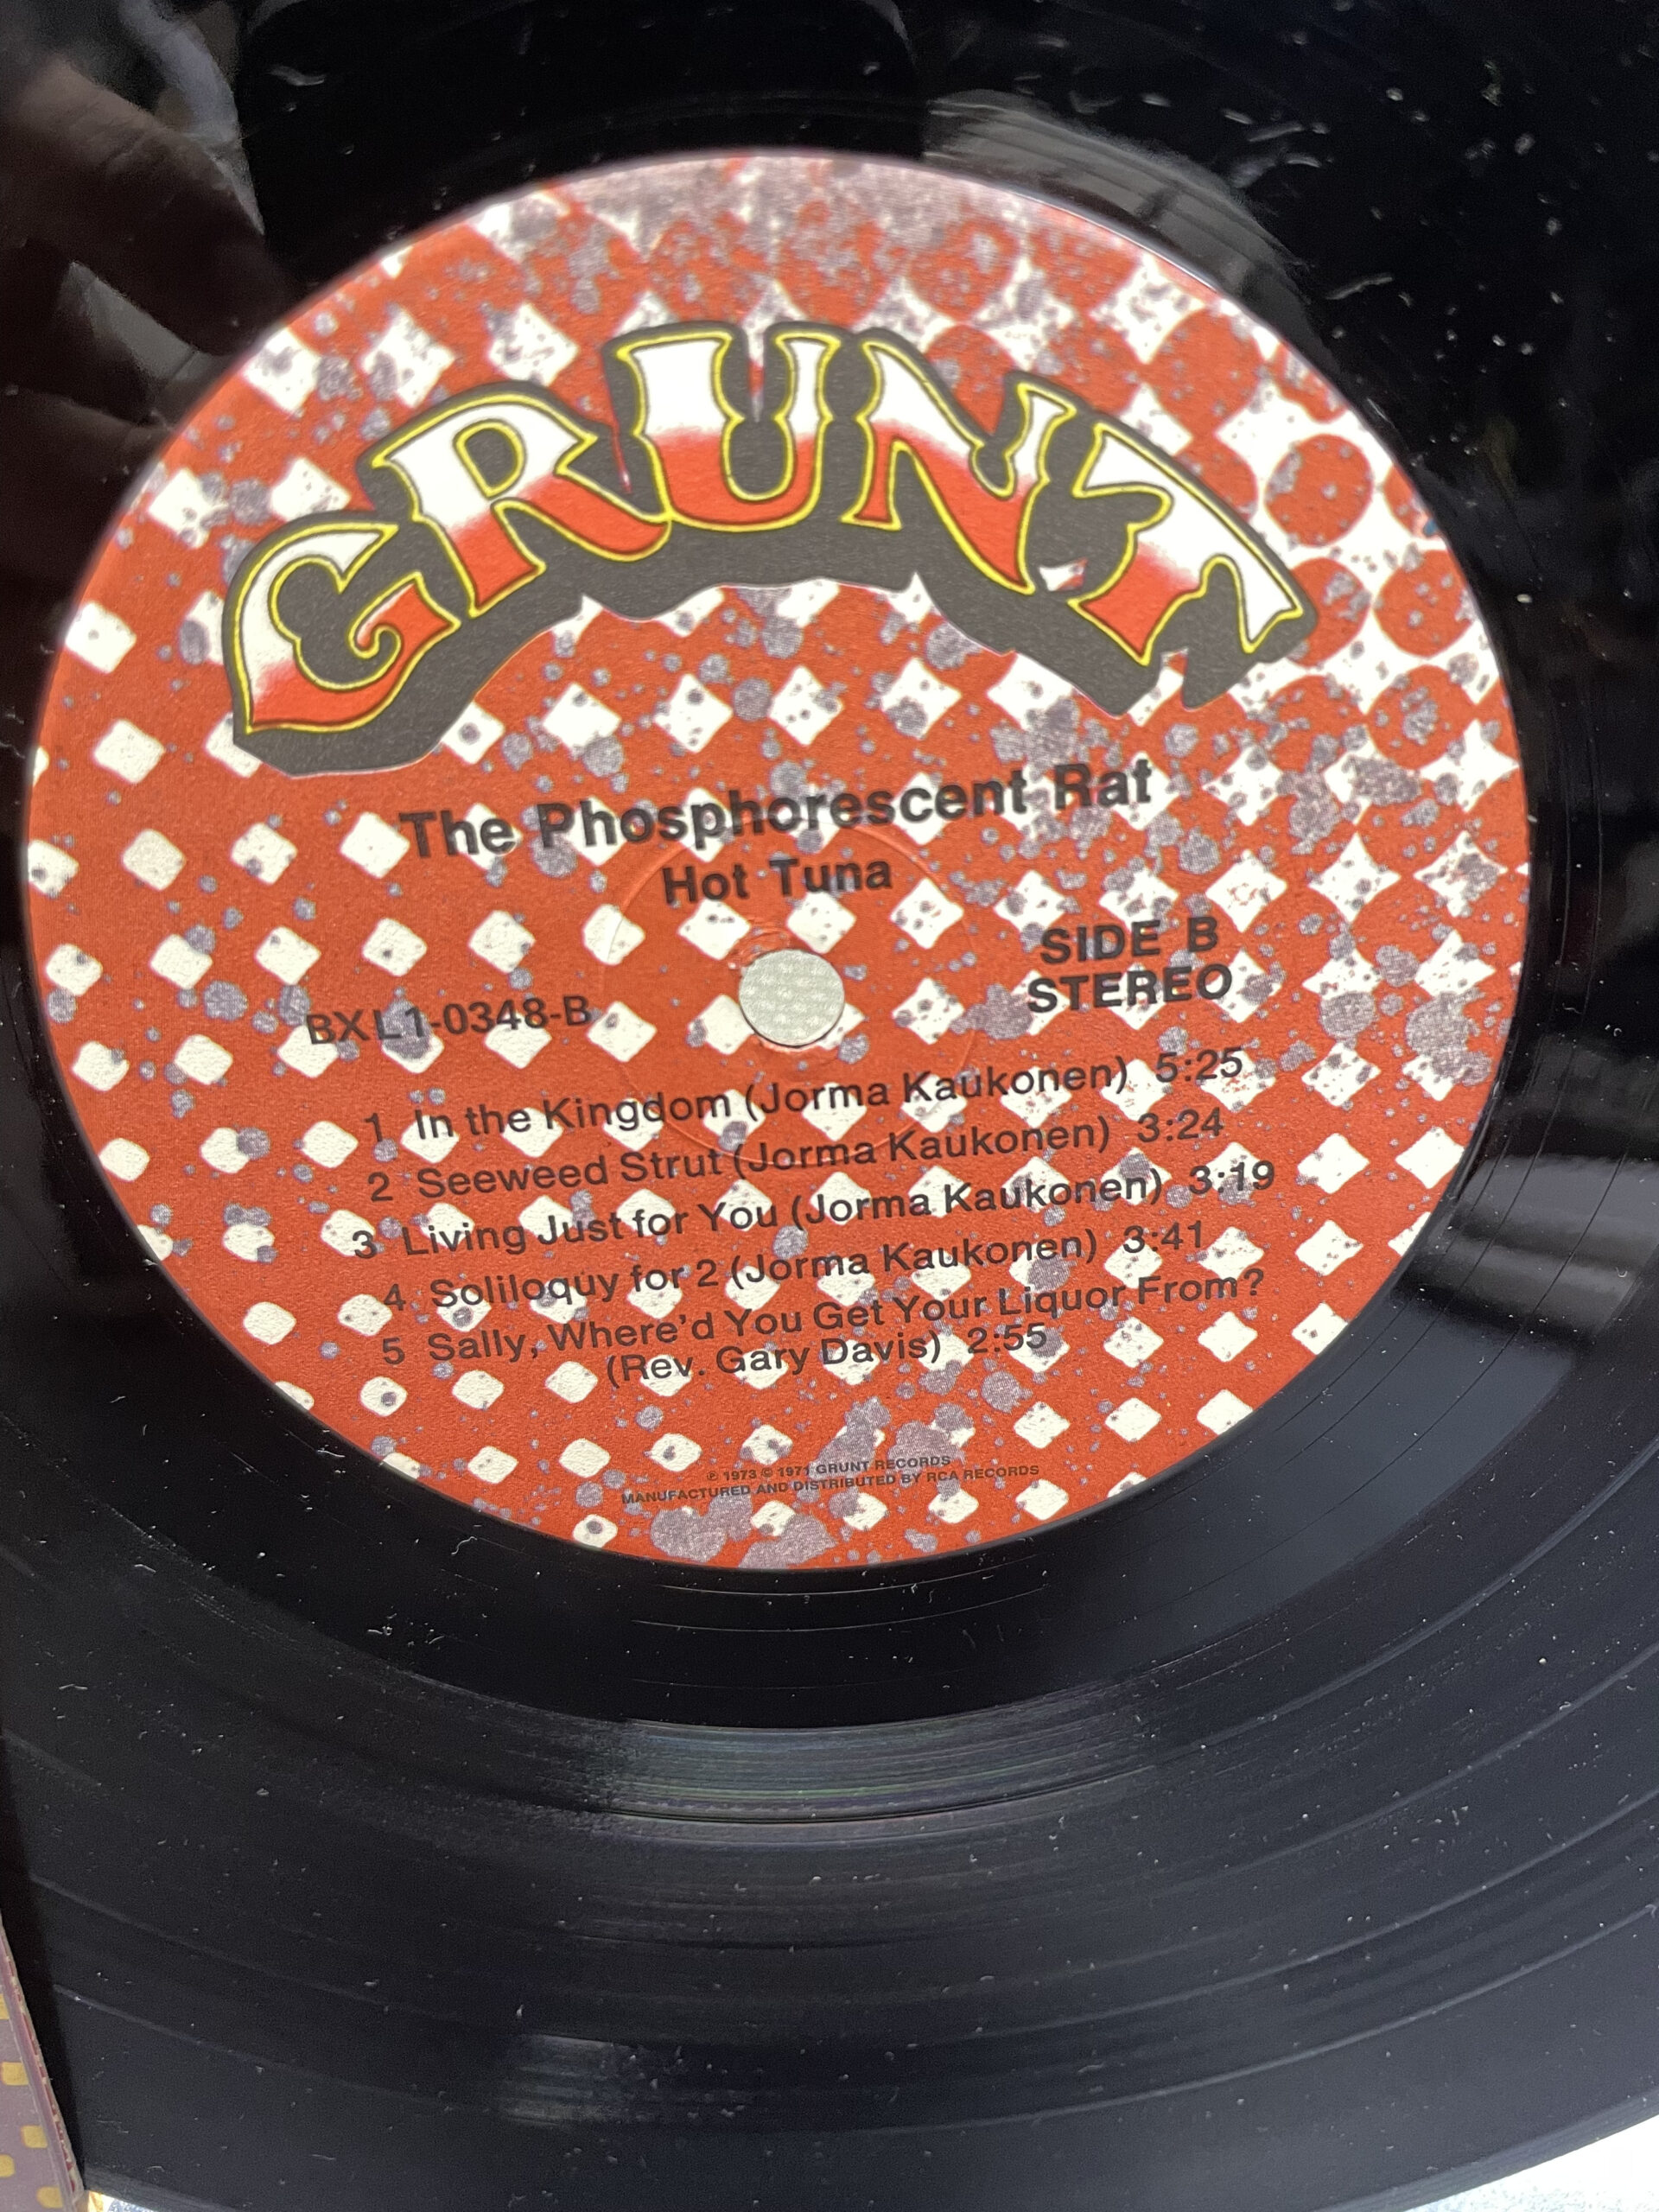 GRUNT
The Phosphorescent Rat
Hot Tuna
SIDE B
STEREO
BXL1-0348-B
1 In the Kingdom (Jorma Kaukonen) 5:25
2 Seeweed Strut (Jorma Kaukonen) 3:24
3 Living Just for You (Jorma Kaukonen) 3:19
4 Soliloquy for 2 (Jorma Kaukonen) 3:41
5 Sally, Where'd You Get Your Liquor From?
(Rev. Gary Davis) 2:55
℗ 1973 © 1971 GRUNT RECORDS
MANUFACTURED AND DISTRIBUTED BY RCA RECORDS